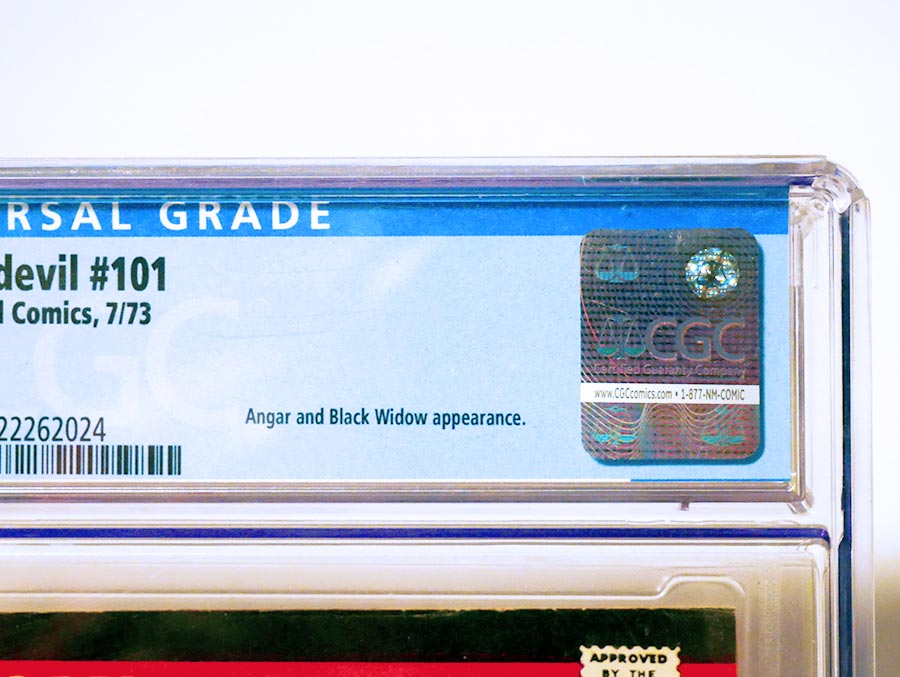 RSAL GRADE
devil #101
l Comics, 7/73
22262024
Angar and Black Widow appearance.
CGC
Certified Guaranty Company
www.CGCcomics.com • 1-877-NM-COMIC
APPROVED
BY THE